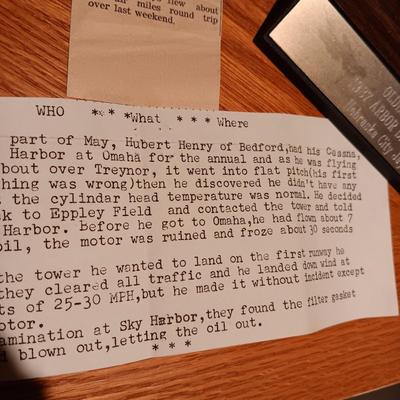 flew about
miles round trip
over last weekend.
WHO * * * What * * * Where
part of May, Hubert Henry of Bedford,had his Cessna,
Harbor at Omaha for the annual and as he was flying
bout over Treynor, it went into flat pitch(his first
thing was wrong)then he discovered he didn't have any
the cylindar head temperature was normal. He decided
ck to Eppley Field and contacted the tower and told
Harbor. Before he got to Omaha,he had flown about 7
oil, the motor was ruined and froze about 30 seconds
the tower he wanted to land on the first runway he
they cleared all traffic and he landed down wind at
ts of 25-30 MPH,but he made it without incident except
otor.
amination at Sky Harbor,they found the filter gasket
d blown out,letting the oil out.
* * *
OLD
ARBOR
Nebraska City